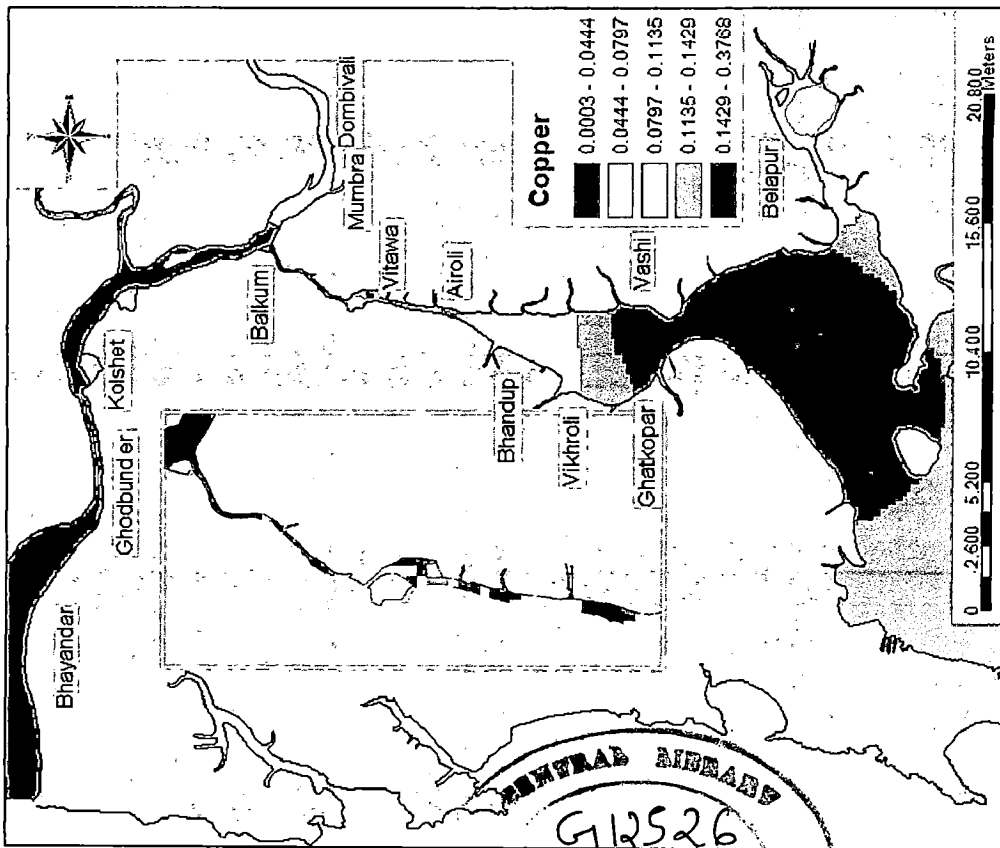 Bhayandar
Ghodbunder
Kolshet
Balkum
Mumbra
Dombivali
Vitawa
Airoli
Bhandup
Vikhroli
Ghatkopar
Vashi
Belapur
Copper
0.0003 - 0.0444
0.0444 - 0.0797
0.0797 - 0.1135
0.1135 - 0.1429
0.1429 - 0.3768
0 2,600 5,200 10,400 15,600 20,800
Meters
CENTRAL LIBRARY
G12526